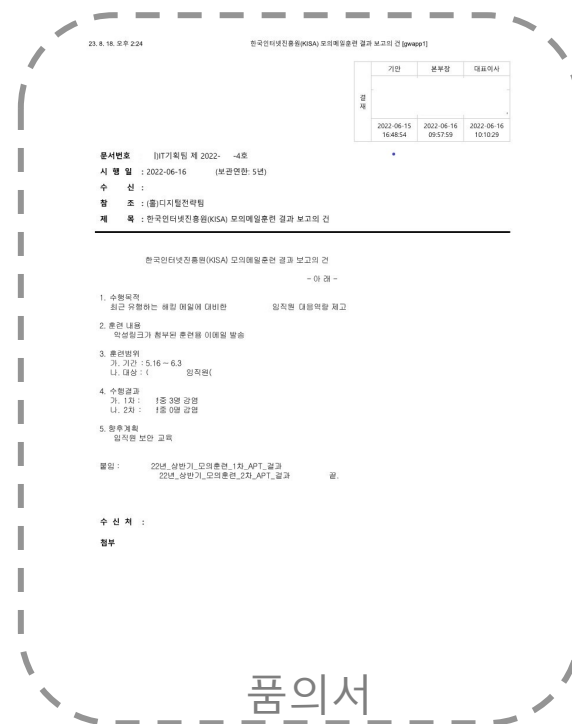 23. 8. 18. 오후 2:24 한국인터넷진흥원(KISA) 모의메일훈련 결과 보고의 건 [gwapp1]
기안 본부장 대표이사
결재
2022-06-15 2022-06-16 2022-06-16
16:48:54 09:57:59 10:10:29
문서번호 )IT기획팀 제 2022- -4호
시 행 일 : 2022-06-16 (보관연한: 5년)
수 신 :
참 조 : (홀)디지털전략팀
제 목 : 한국인터넷진흥원(KISA) 모의메일훈련 결과 보고의 건
한국인터넷진흥원(KISA) 모의메일훈련 결과 보고의 건
- 아 래 -
1. 수행목적
최근 유행하는 해킹 메일에 대비한 임직원 대응역량 제고
2. 훈련 내용
악성링크가 첨부된 훈련용 이메일 발송
3. 훈련범위
가. 기간 : 5.16 ~ 6.3
나. 대상 : ( 임직원(
4. 수행결과
가. 1차 : 중 3명 감염
나. 2차 : 중 0명 감염
5. 향후계획
임직원 보안 교육
붙임 : 22년_상반기_모의훈련_1차_APT_결과
22년_상반기_모의훈련_2차_APT_결과 끝.
수 신 처 :
첨부
품의서